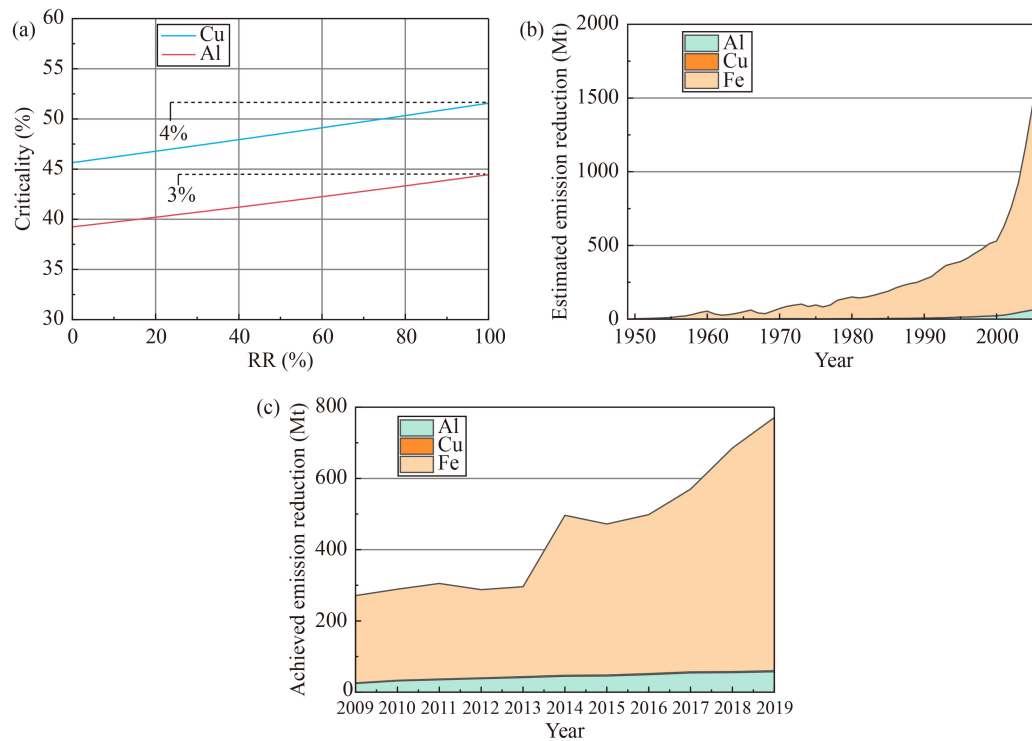 (a)
60
55
50
45
40
35
30
Criticality (%)
Cu
Al
4%
3%
0 20 40 60 80 100
RR (%)
(b)
2000
1500
1000
500
0
Estimated emission reduction (Mt)
Al
Cu
Fe
1950 1960 1970 1980 1990 2000
Year
(c)
800
600
400
200
0
Achieved emission reduction (Mt)
Al
Cu
Fe
2009 2010 2011 2012 2013 2014 2015 2016 2017 2018 2019
Year